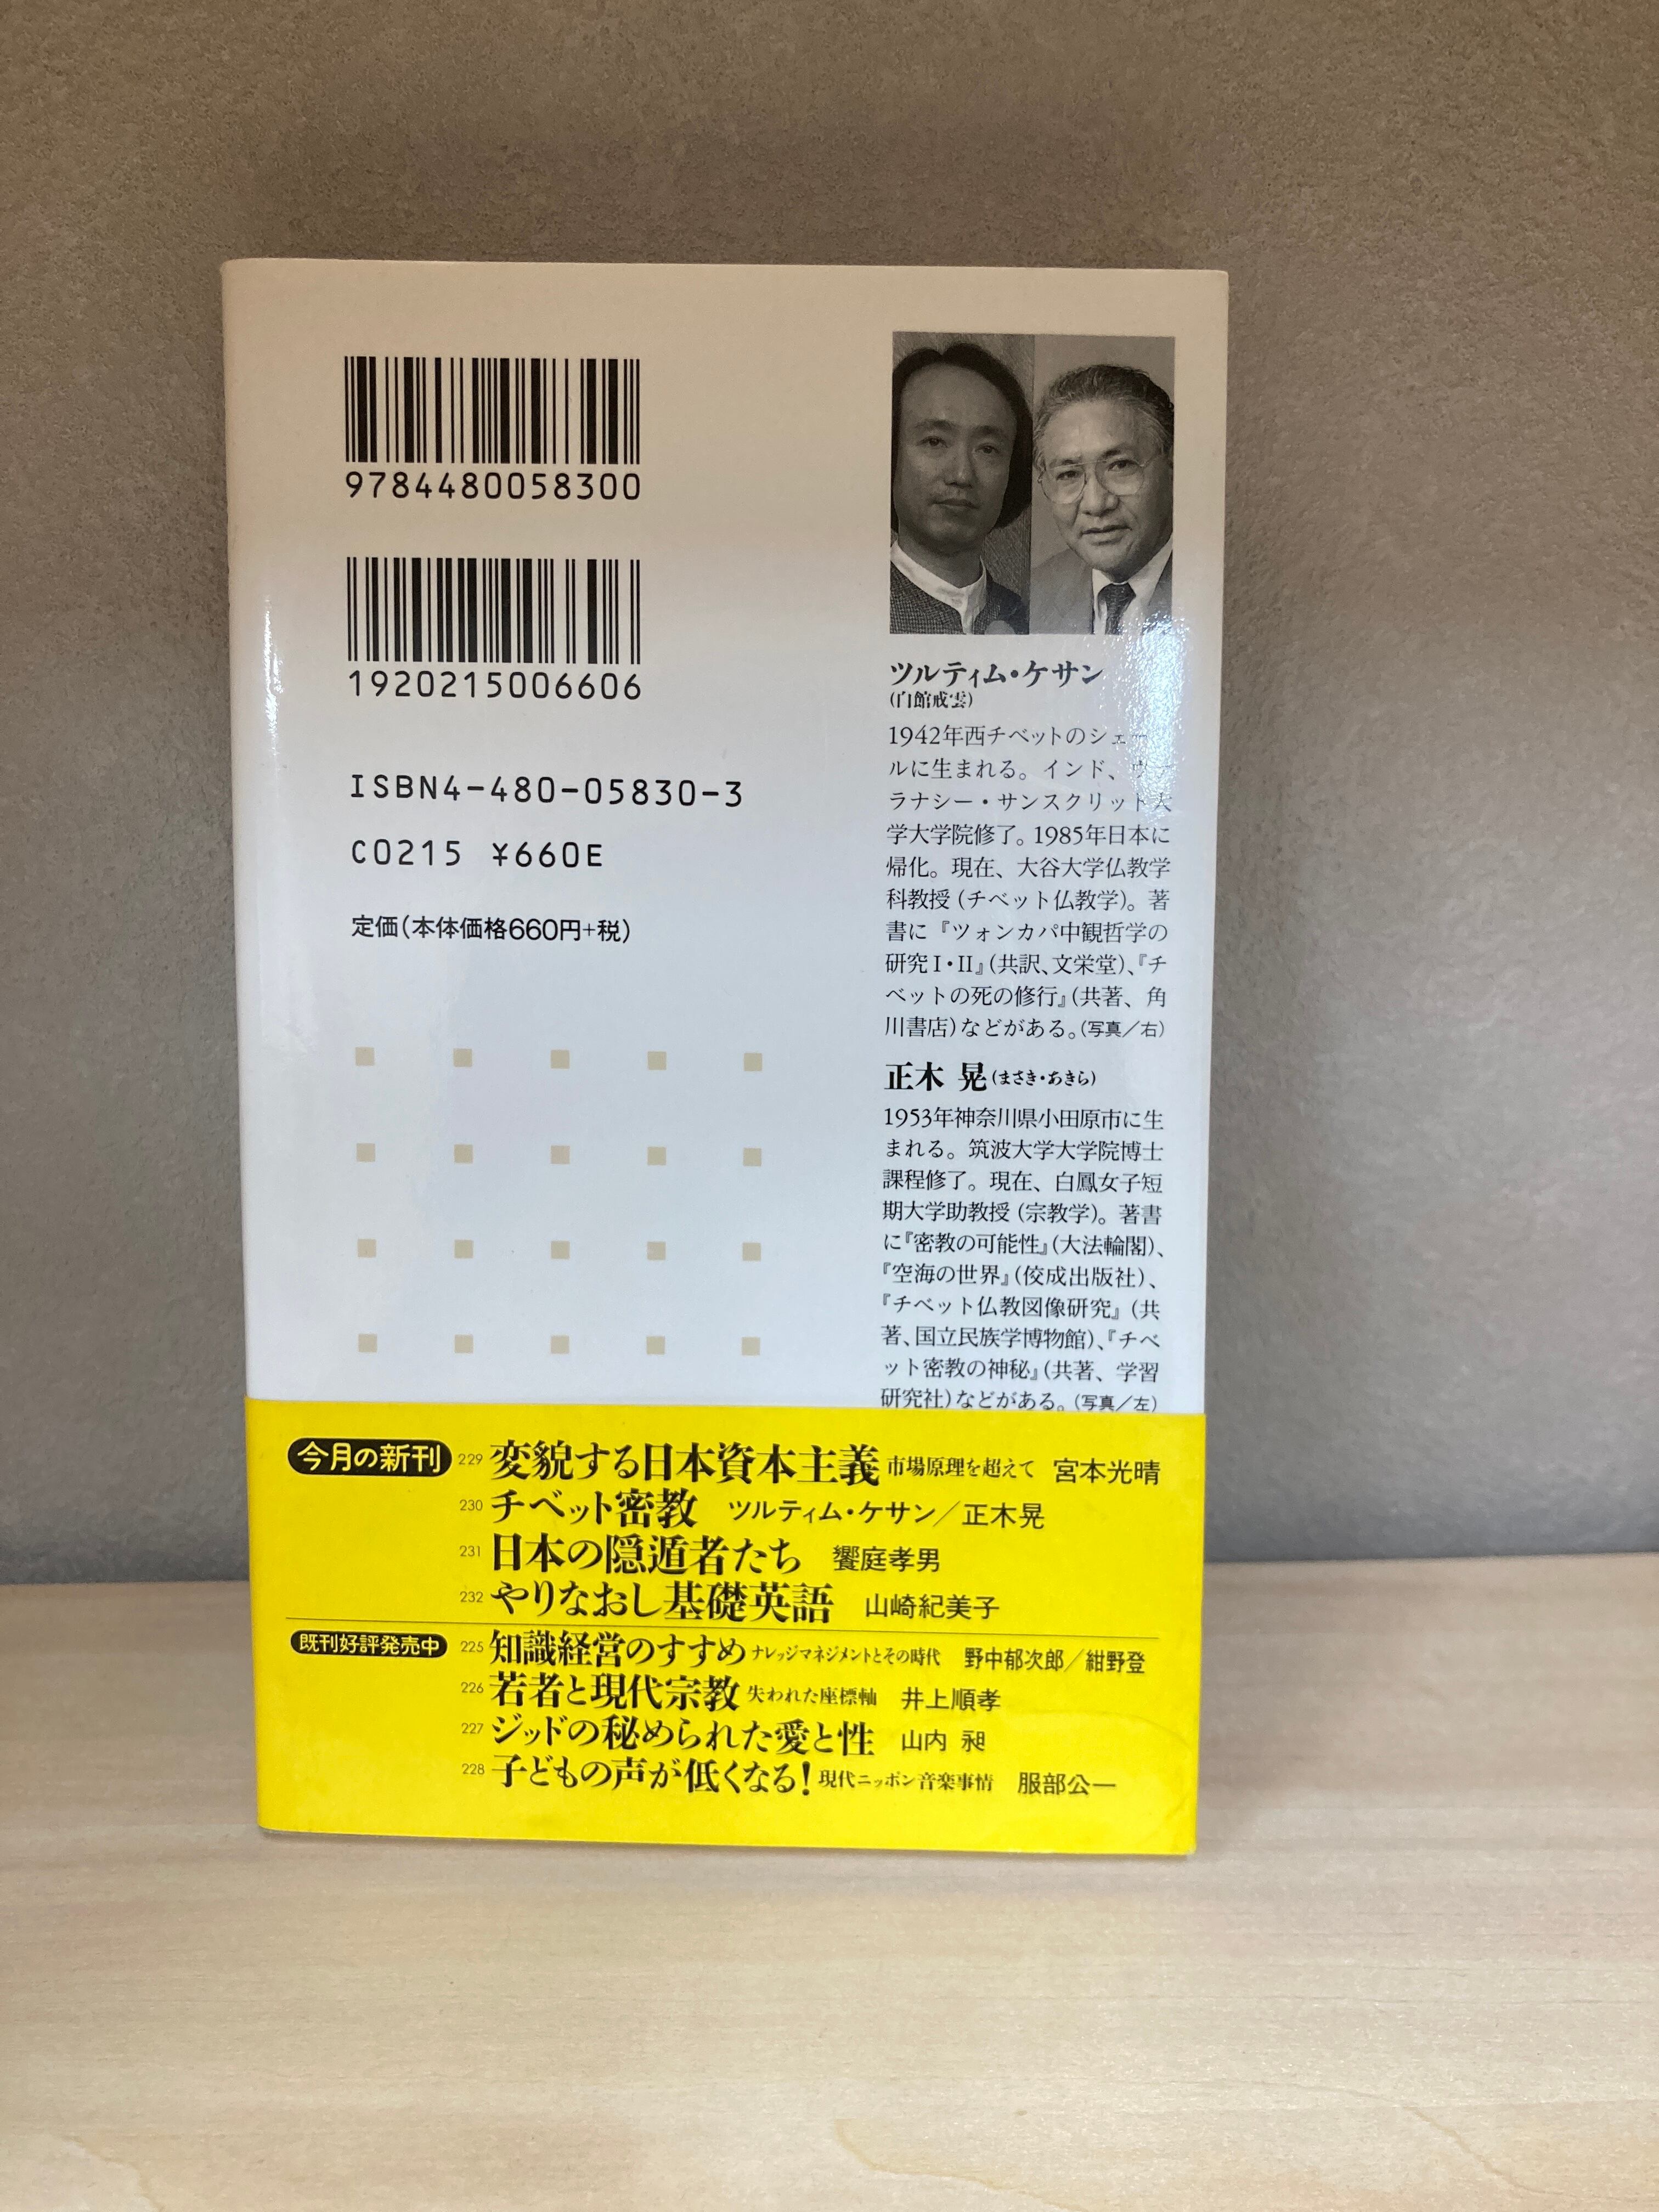 9784480058300
1920215006606
ISBN4-480-05830-3
C0215 ¥660E
定価(本体価格660円+税)
ツルティム・ケサン
(白館戒雲)
1942年西チベットのシェ
ルに生まれる。インド、
ラナシー・サンスクリット大
学大学院修了。1985年日本に
帰化。現在、大谷大学仏教学
科教授(チベット仏教学)。著
書に『ツォンカパ中観哲学の
研究I・II』(共訳、文栄堂)、『チ
ベットの死の修行』(共著、角
川書店)などがある。(写真／右)
正木 晃(まさき・あきら)
1953年神奈川県小田原市に生
まれる。筑波大学大学院博士
課程修了。現在、白鳳女子短
期大学助教授(宗教学)。著書
に『密教の可能性』(大法輪閣)、
『空海の世界』(佼成出版社)、
『チベット仏教図像研究』(共
著、国立民族学博物館)、『チベ
ット密教の神秘』(共著、学習
研究社)などがある。(写真／左)
今月の新刊 229 変貌する日本資本主義 市場原理を超えて 宮本光晴
230 チベット密教 ツルティム・ケサン／正木晃
231 日本の隠遁者たち 饗庭孝男
232 やりなおし基礎英語 山崎紀美子
既刊好評発売中 225 知識経営のすすめ ナレッジマネジメントとその時代 野中郁次郎／紺野登
226 若者と現代宗教 失われた座標軸 井上順孝
227 ジッドの秘められた愛と性 山内 昶
228 子どもの声が低くなる! 現代ニッポン音楽事情 服部公一